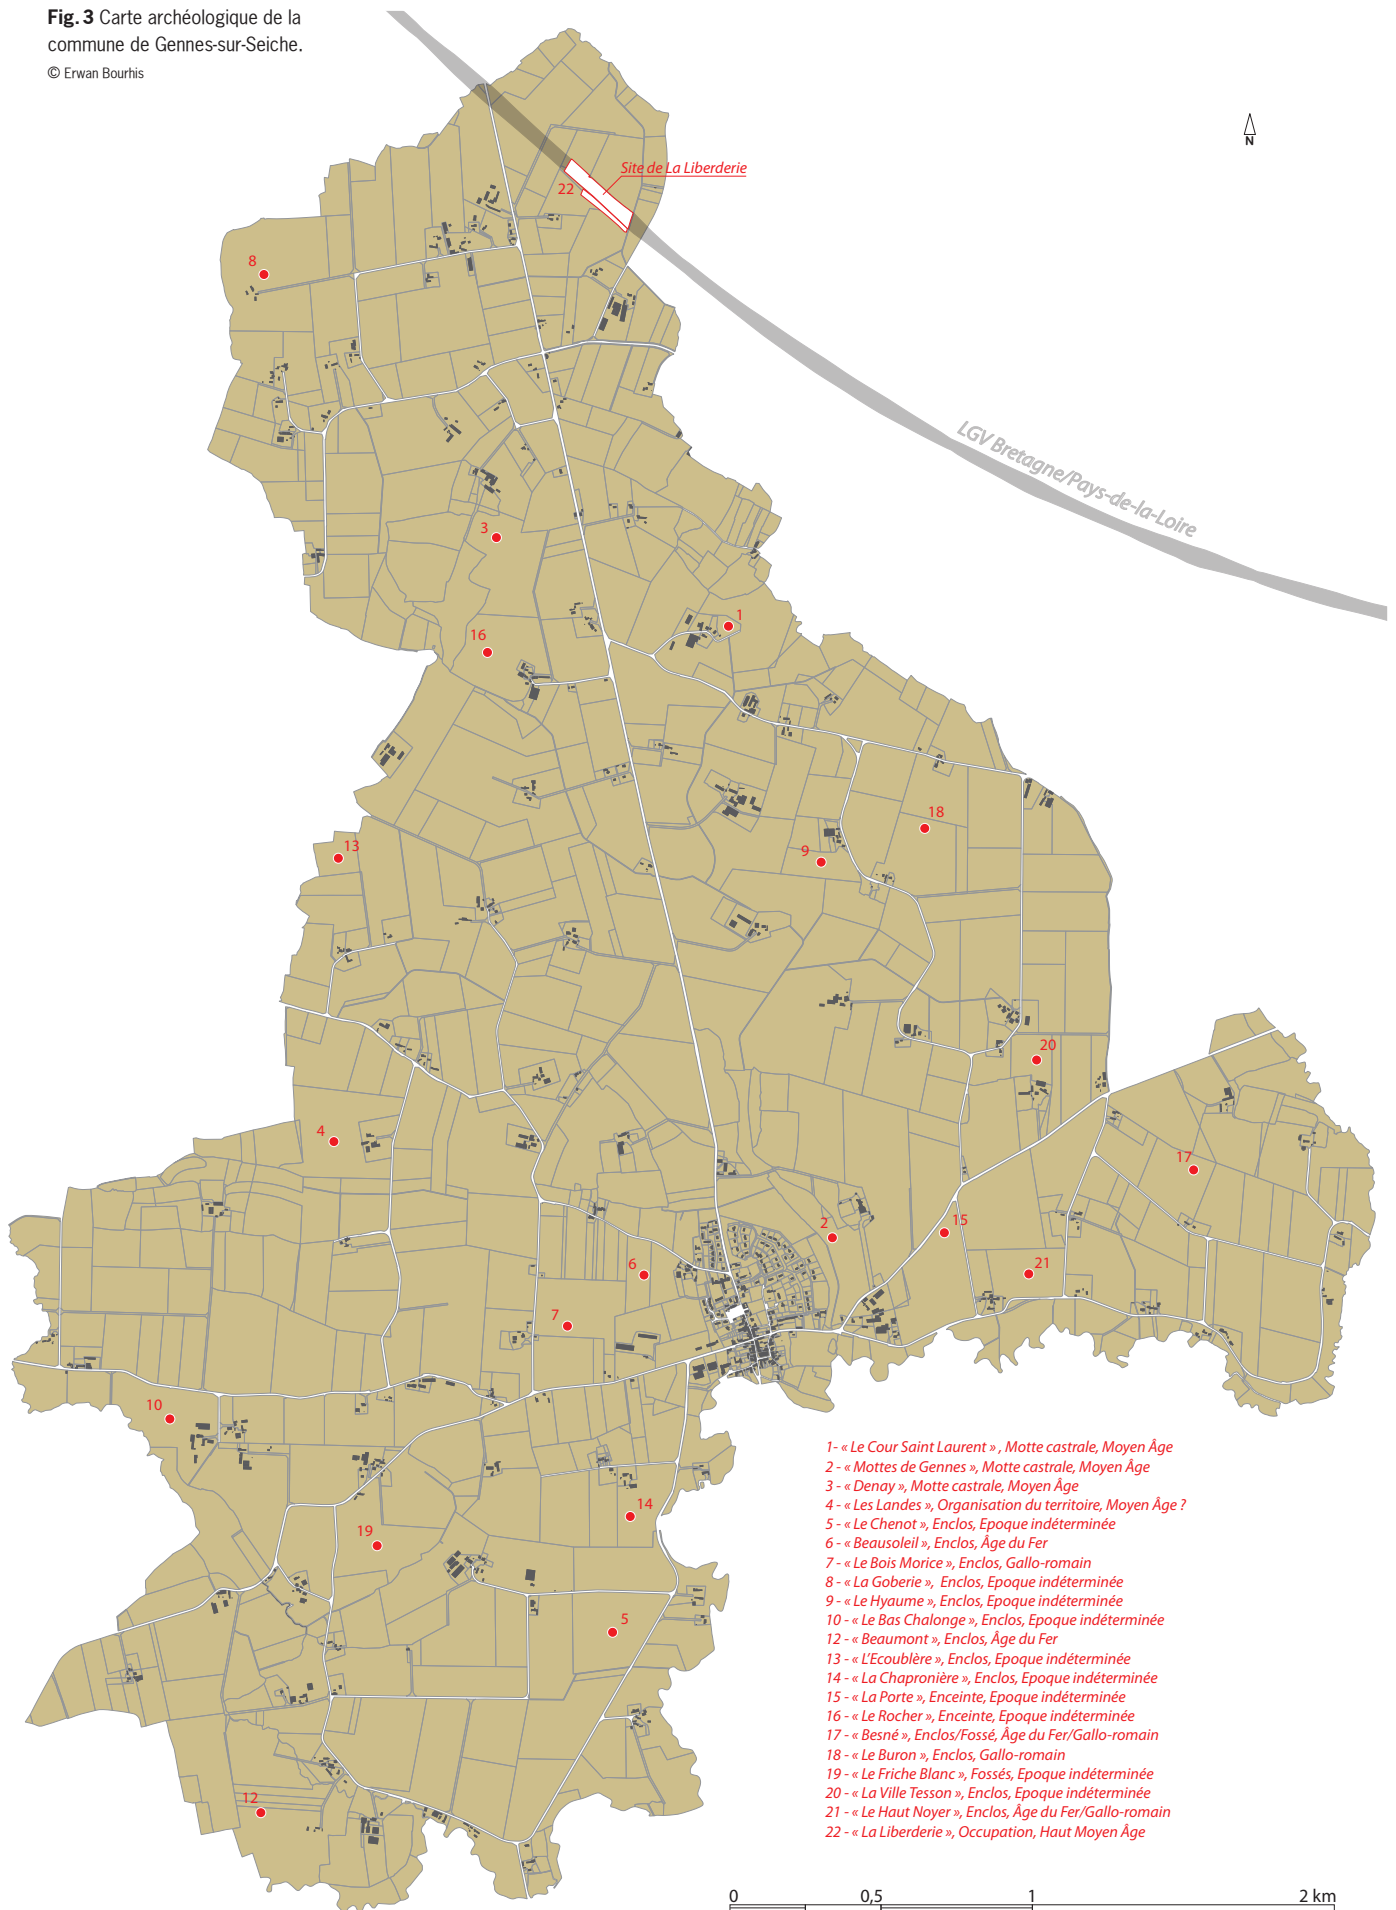 Fig. 3 Carte archéologique de la
commune de Gennes-sur-Seiche.
© Erwan Bourhis
N
Site de La Liberderie
22
8
LGV Bretagne/Pays-de-la-Loire
3
1
16
18
13
9
20
4
17
2
15
6
21
7
10
14
19
5
12
1- « Le Cour Saint Laurent » , Motte castrale, Moyen Âge
2 - « Mottes de Gennes », Motte castrale, Moyen Âge
3 - « Denay », Motte castrale, Moyen Âge
4 - « Les Landes », Organisation du territoire, Moyen Âge ?
5 - « Le Chenot », Enclos, Epoque indéterminée
6 - « Beausoleil », Enclos, Âge du Fer
7 - « Le Bois Morice », Enclos, Gallo-romain
8 - « La Goberie », Enclos, Epoque indéterminée
9 - « Le Hyaume », Enclos, Epoque indéterminée
10 - « Le Bas Chalonge », Enclos, Epoque indéterminée
12 - « Beaumont », Enclos, Âge du Fer
13 - « L'Ecoublère », Enclos, Epoque indéterminée
14 - « La Chapronière », Enclos, Epoque indéterminée
15 - « La Porte », Enceinte, Epoque indéterminée
16 - « Le Rocher », Enceinte, Epoque indéterminée
17 - « Besné », Enclos/Fossé, Âge du Fer/Gallo-romain
18 - « Le Buron », Enclos, Gallo-romain
19 - « Le Friche Blanc », Fossés, Epoque indéterminée
20 - « La Ville Tesson », Enclos, Epoque indéterminée
21 - « Le Haut Noyer », Enclos, Âge du Fer/Gallo-romain
22 - « La Liberderie », Occupation, Haut Moyen Âge
0 0,5 1 2 km